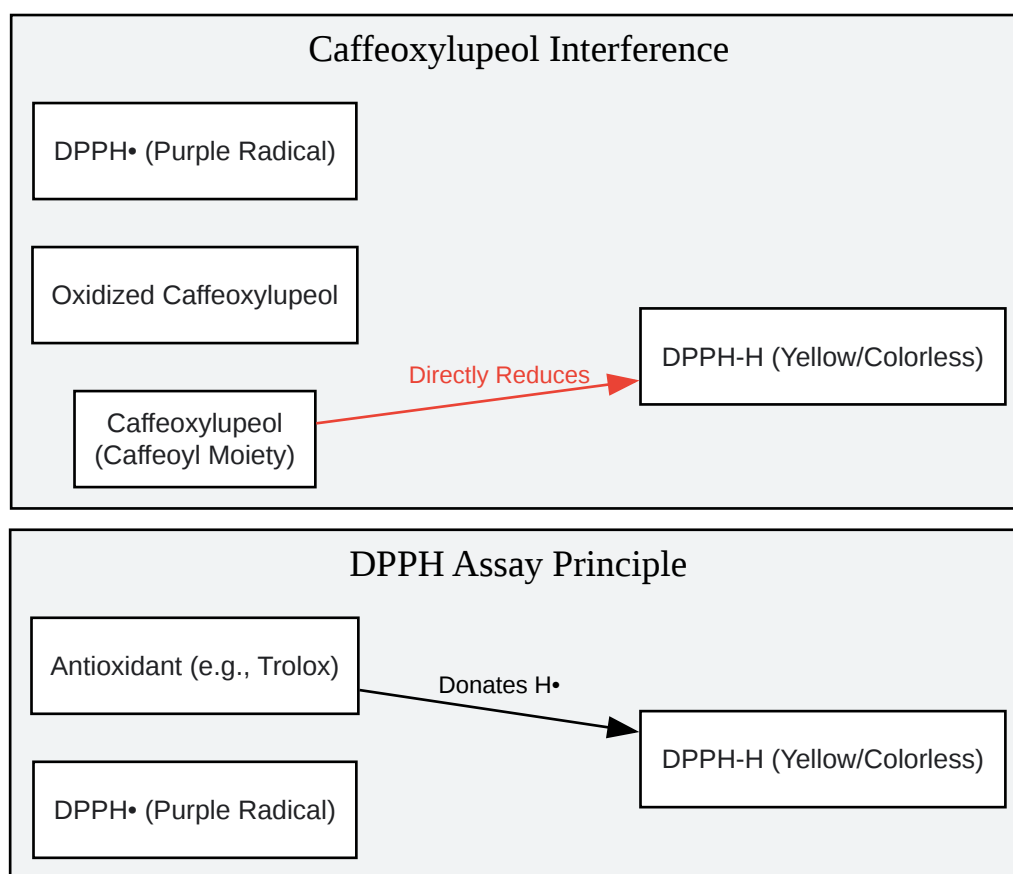 Caffeoxylupeol Interference
DPPH• (Purple Radical)
Oxidized Caffeoxylupeol
DPPH-H (Yellow/Colorless)
Directly Reduces
Caffeoxylupeol
(Caffeoyl Moiety)
DPPH Assay Principle
Antioxidant (e.g., Trolox)
Donates H•
DPPH-H (Yellow/Colorless)
DPPH• (Purple Radical)